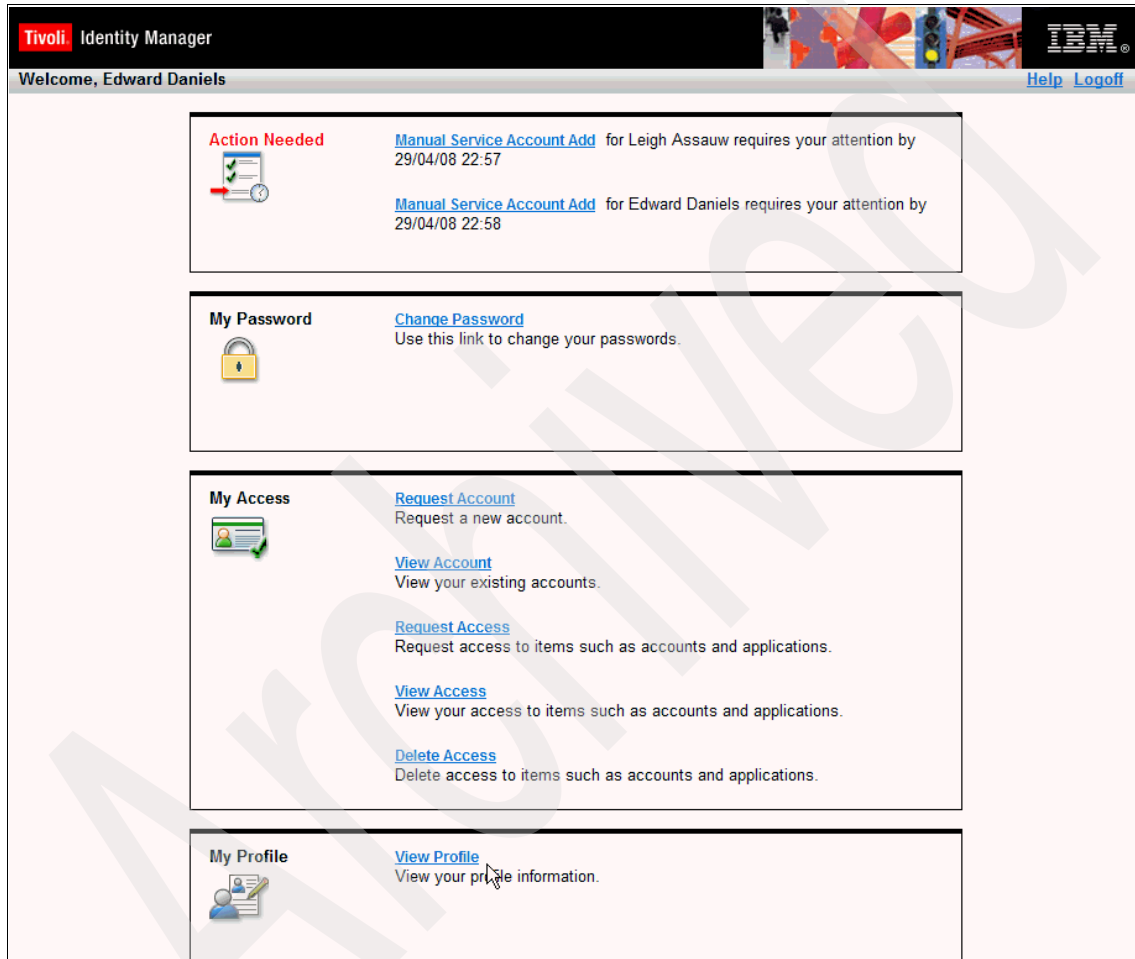 Tivoli. Identity Manager
IBM®
Welcome, Edward Daniels
Help Logoff
Action Needed
Manual Service Account Add for Leigh Assauw requires your attention by
29/04/08 22:57
Manual Service Account Add for Edward Daniels requires your attention by
29/04/08 22:58
My Password
Change Password
Use this link to change your passwords.
My Access
Request Account
Request a new account.
View Account
View your existing accounts.
Request Access
Request access to items such as accounts and applications.
View Access
View your access to items such as accounts and applications.
Delete Access
Delete access to items such as accounts and applications.
My Profile
View Profile
View your profile information.
Archived